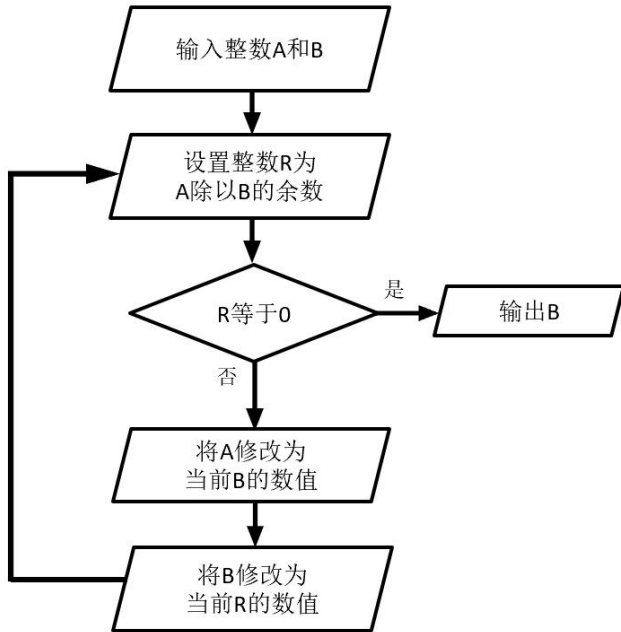 输入整数A和B
设置整数R为
A除以B的余数
R等于0
是
输出B
否
将A修改为
当前B的数值
将B修改为
当前R的数值